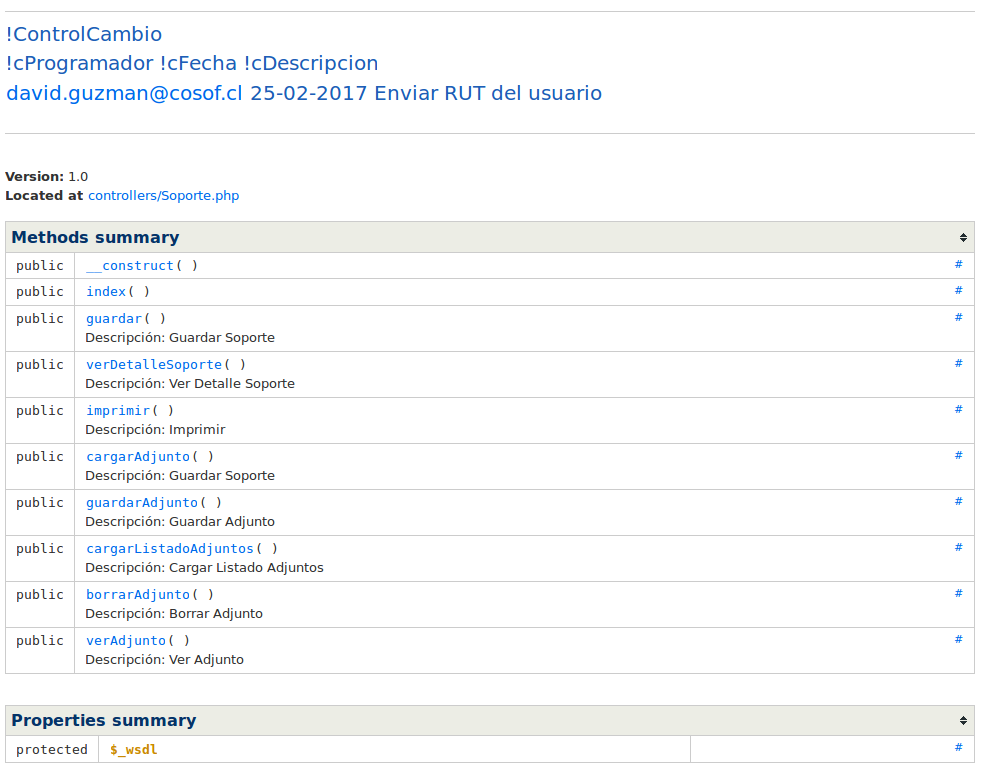 !ControlCambio
!cProgramador !cFecha !cDescripcion
david.guzman@cosof.cl 25-02-2017 Enviar RUT del usuario
Version: 1.0
Located at controllers/Soporte.php
Methods summary
public __construct( ) #
public index( ) #
public guardar( ) #
Descripción: Guardar Soporte
public verDetalleSoporte( ) #
Descripción: Ver Detalle Soporte
public imprimir( ) #
Descripción: Imprimir
public cargarAdjunto( ) #
Descripción: Guardar Soporte
public guardarAdjunto( ) #
Descripción: Guardar Adjunto
public cargarListadoAdjuntos( ) #
Descripción: Cargar Listado Adjuntos
public borrarAdjunto( ) #
Descripción: Borrar Adjunto
public verAdjunto( ) #
Descripción: Ver Adjunto
Properties summary
protected $_wsdl #